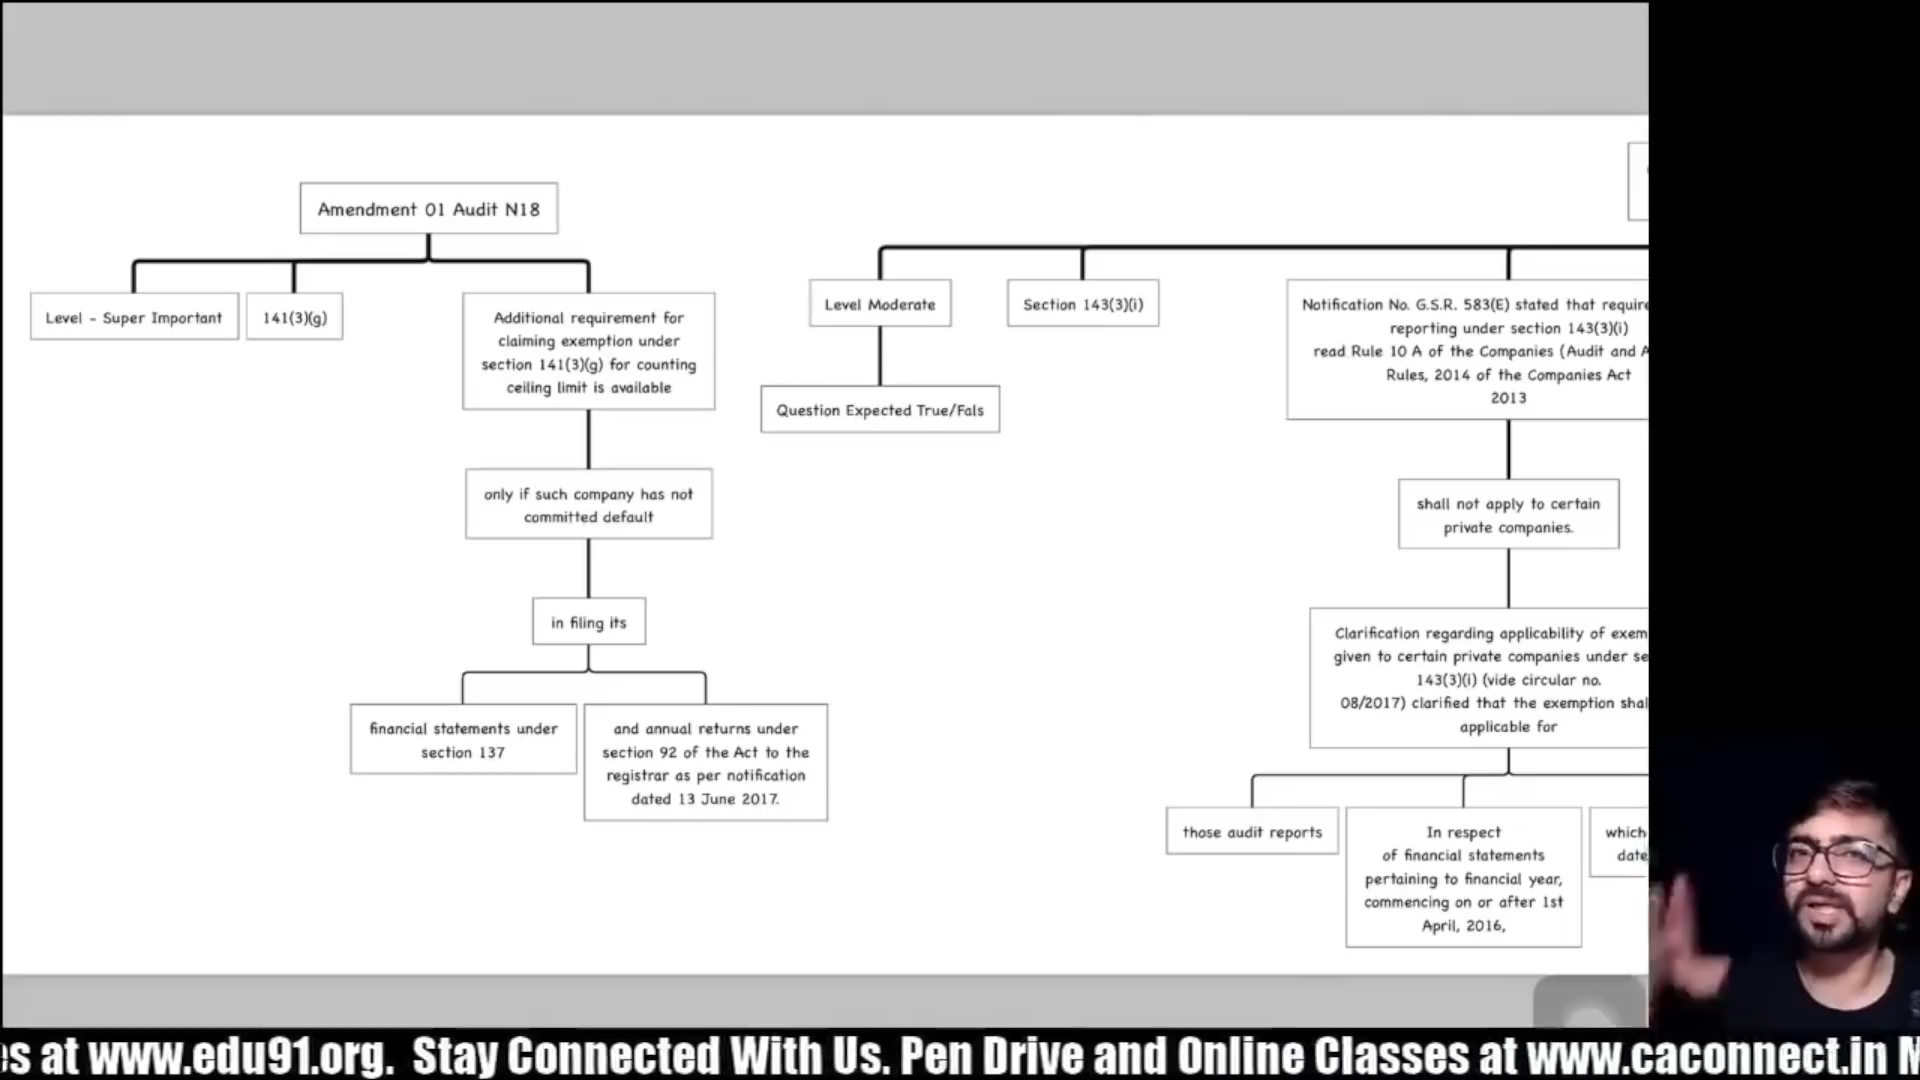 Amendment 01 Audit N18
Level - Super Important
141(3)(g)
Additional requirement for
claiming exemption under
section 141(3)(g) for counting
ceiling limit is available
only if such company has not
committed default
in filing its
financial statements under
section 137
and annual returns under
section 92 of the Act to the
registrar as per notification
dated 13 June 2017.
Level Moderate
Question Expected True/Fals
Section 143(3)(i)
Notification No. G.S.R. 583(E) stated that require
reporting under section 143(3)(i)
read Rule 10 A of the Companies (Audit and A
Rules, 2014 of the Companies Act
2013
shall not apply to certain
private companies.
Clarification regarding applicability of exem
given to certain private companies under se
143(3)(i) (vide circular no.
08/2017) clarified that the exemption shal
applicable for
those audit reports
In respect
of financial statements
pertaining to financial year,
commencing on or after 1st
April, 2016,
which
date
es at www.edu91.org. Stay Connected With Us. Pen Drive and Online Classes at www.caconnect.in M